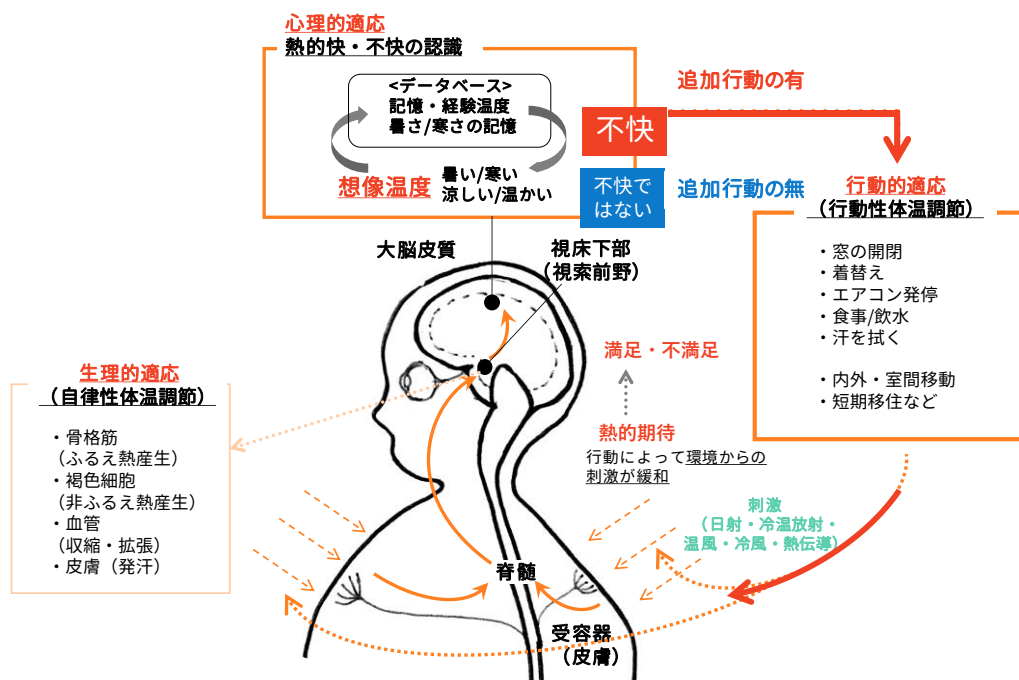 心理的適応
熱的快・不快の認識
<データベース>
記憶・経験温度
暑さ/寒さの記憶
想像温度
暑い/寒い
涼しい/温かい
不快
不快で
はない
追加行動の有
追加行動の無
行動的適応
（行動性体温調節）
・窓の開閉
・着替え
・エアコン発停
・食事/飲水
・汗を拭く
・内外・室間移動
・短期移住など
大脳皮質
視床下部
（視索前野）
満足・不満足
熱的期待
行動によって環境からの
刺激が緩和
生理的適応
（自律性体温調節）
・骨格筋
（ふるえ熱産生）
・褐色細胞
（非ふるえ熱産生）
・血管
（収縮・拡張）
・皮膚（発汗）
刺激
（日射・冷温放射・
温風・冷風・熱伝導）
脊髄
受容器
（皮膚）